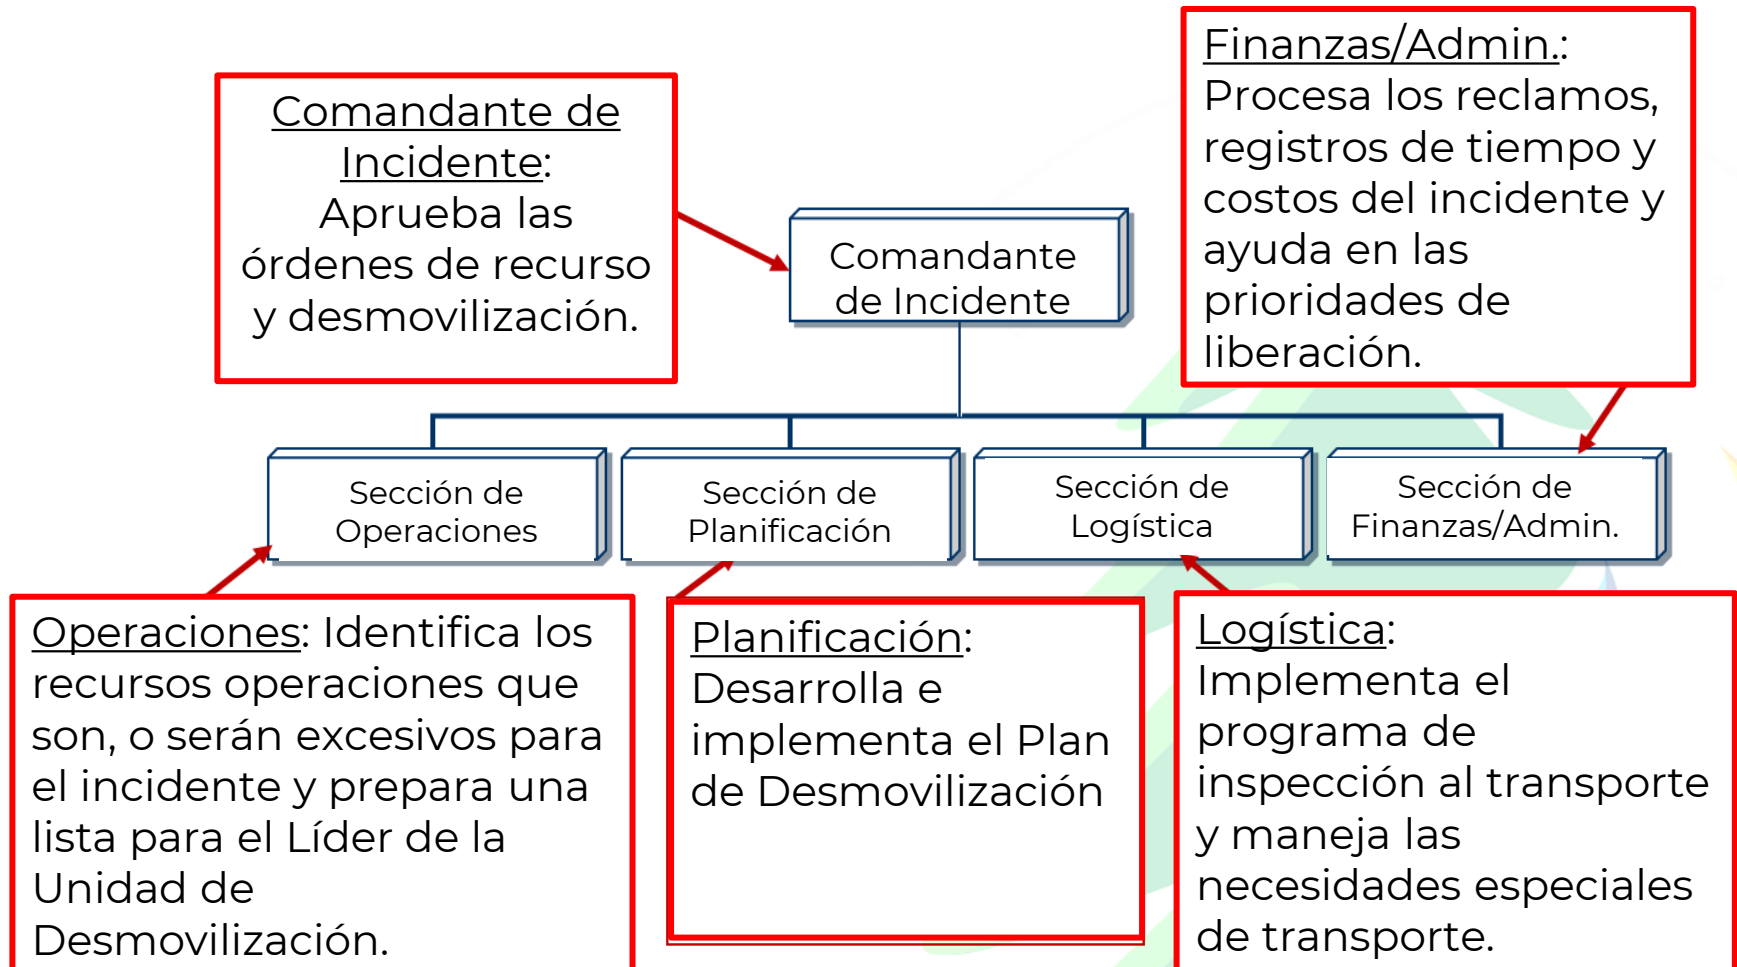 Finanzas/Admin.:
Procesa los reclamos,
registros de tiempo y
costos del incidente y
ayuda en las
prioridades de
liberación.
Comandante de
Incidente:
Aprueba las
órdenes de recurso
y desmovilización.
Comandante
de Incidente
Sección de
Operaciones
Sección de
Planificación
Sección de
Logística
Sección de
Finanzas/Admin.
Operaciones: Identifica los
recursos operaciones que
son, o serán excesivos para
el incidente y prepara una
lista para el Líder de la
Unidad de
Desmovilización.
Planificación:
Desarrolla e
implementa el Plan
de Desmovilización
Logística:
Implementa el
programa de
inspección al transporte
y maneja las
necesidades especiales
de transporte.